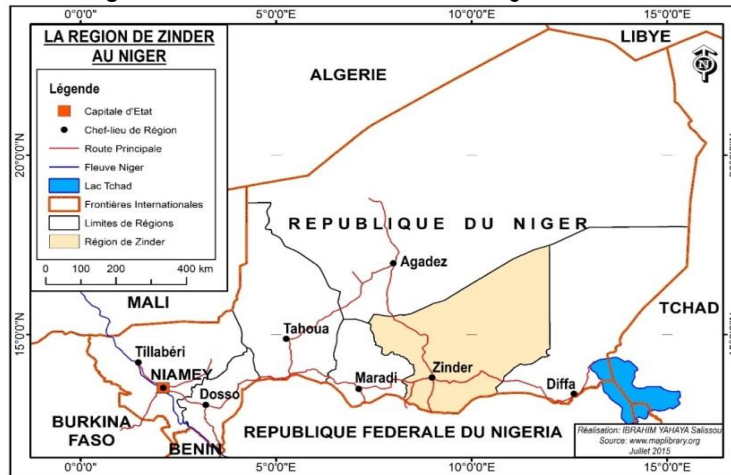 0°0'0"
5°0'0"E
10°0'0"E
15°0'0"E
LA REGION DE ZINDER
AU NIGER
Légende
Capitale d'Etat
Chef-lieu de Région
Route Principale
Fleuve Niger
Lac Tchad
Frontières Internationales
Limites de Régions
Région de Zinder
0 100 200 400 km
LIBYE
N
ALGERIE
20°0'0"N
REPUBLIQUE DU NIGER
Agadez
MALI
TCHAD
15°0'0"N
Tahoua
Tillabéri
NIAMEY
Zinder
Maradi
Diffa
Dosso
BURKINA
FASO
BENIN
REPUBLIQUE FEDERALE DU NIGERIA
Réalisation: IBRAHIM YAHAYA Salissou
Source: www.maplibrary.org
Juillet 2015
0°0'0"
5°0'0"E
10°0'0"E
15°0'0"E